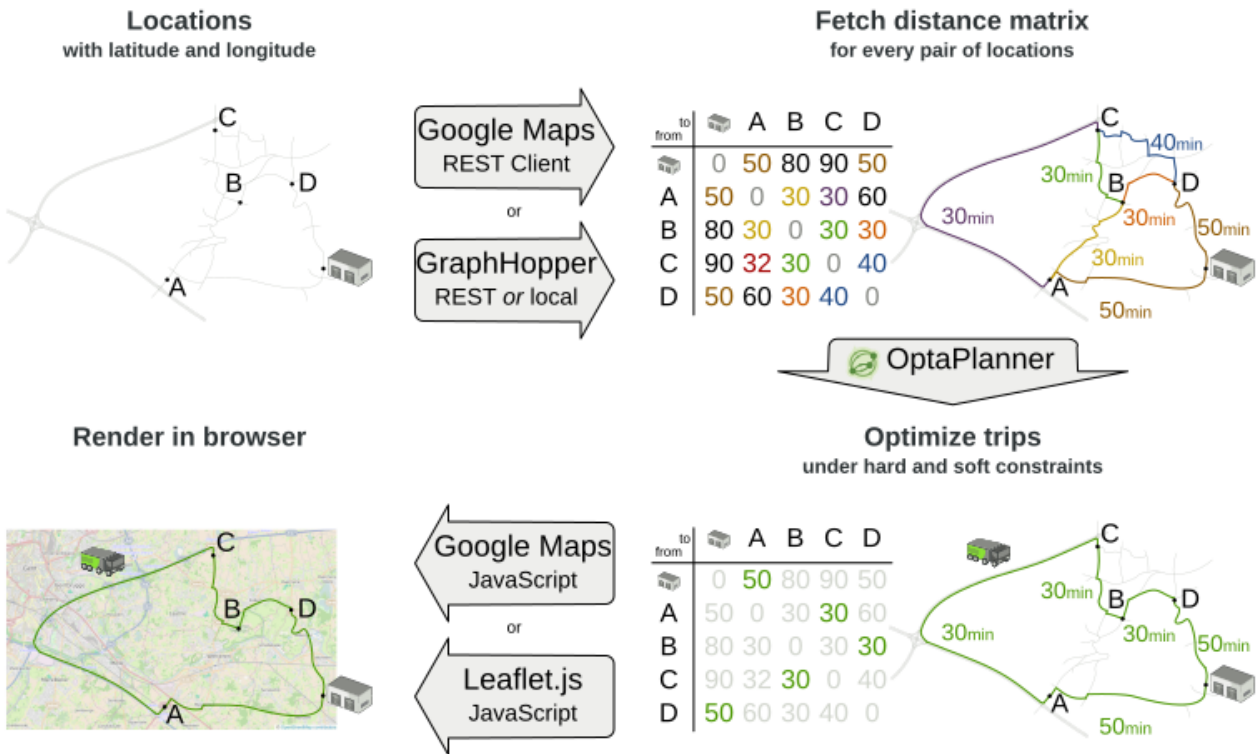 Locations
with latitude and longitude
C
B
D
A
Google Maps
REST Client
or
GraphHopper
REST or local
Fetch distance matrix
for every pair of locations
to
from
A B C D
0 50 80 90 50
A 50 0 30 30 60
B 80 30 0 30 30
C 90 32 30 0 40
D 50 60 30 40 0
C
40min
30min
B
D
30min
30min
50min
30min
A
50min
OptaPlanner
Render in browser
C
B
D
A
Google Maps
JavaScript
or
Leaflet.js
JavaScript
Optimize trips
under hard and soft constraints
to
from
A B C D
0 50 80 90 50
A 50 0 30 30 60
B 80 30 0 30 30
C 90 32 30 0 40
D 50 60 30 40 0
C
30min
B
D
30min
30min
50min
A
50min